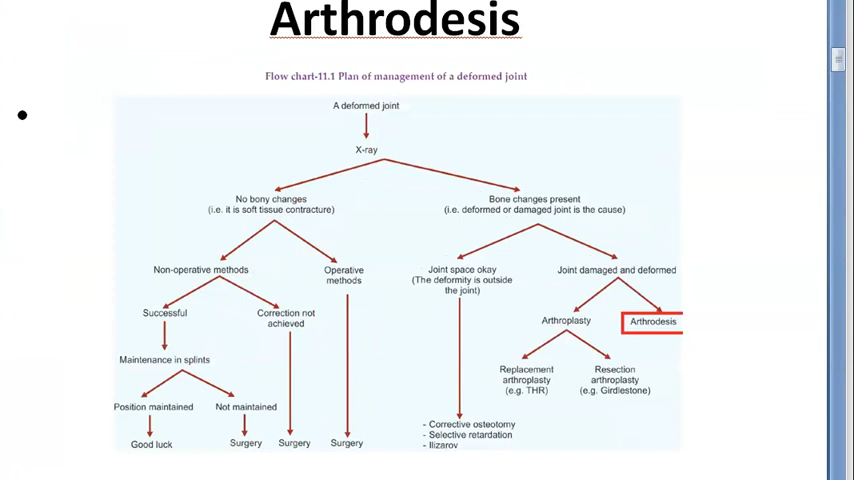 Arthrodesis
Flow chart-11.1 Plan of management of a deformed joint
A deformed joint
X-ray
No bony changes
(i.e. it is soft tissue contracture)
Bone changes present
(i.e. deformed or damaged joint is the cause)
Non-operative methods
Operative
methods
Joint space okay
(The deformity is outside
the joint)
Joint damaged and deformed
Successful
Correction not
achieved
Arthroplasty
Arthrodesis
Maintenance in splints
Replacement
arthroplasty
(e.g. THR)
Resection
arthroplasty
(e.g. Girdlestone)
Position maintained
Not maintained
Good luck
Surgery
Surgery
Surgery
- Corrective osteotomy
- Selective retardation
- Ilizarov